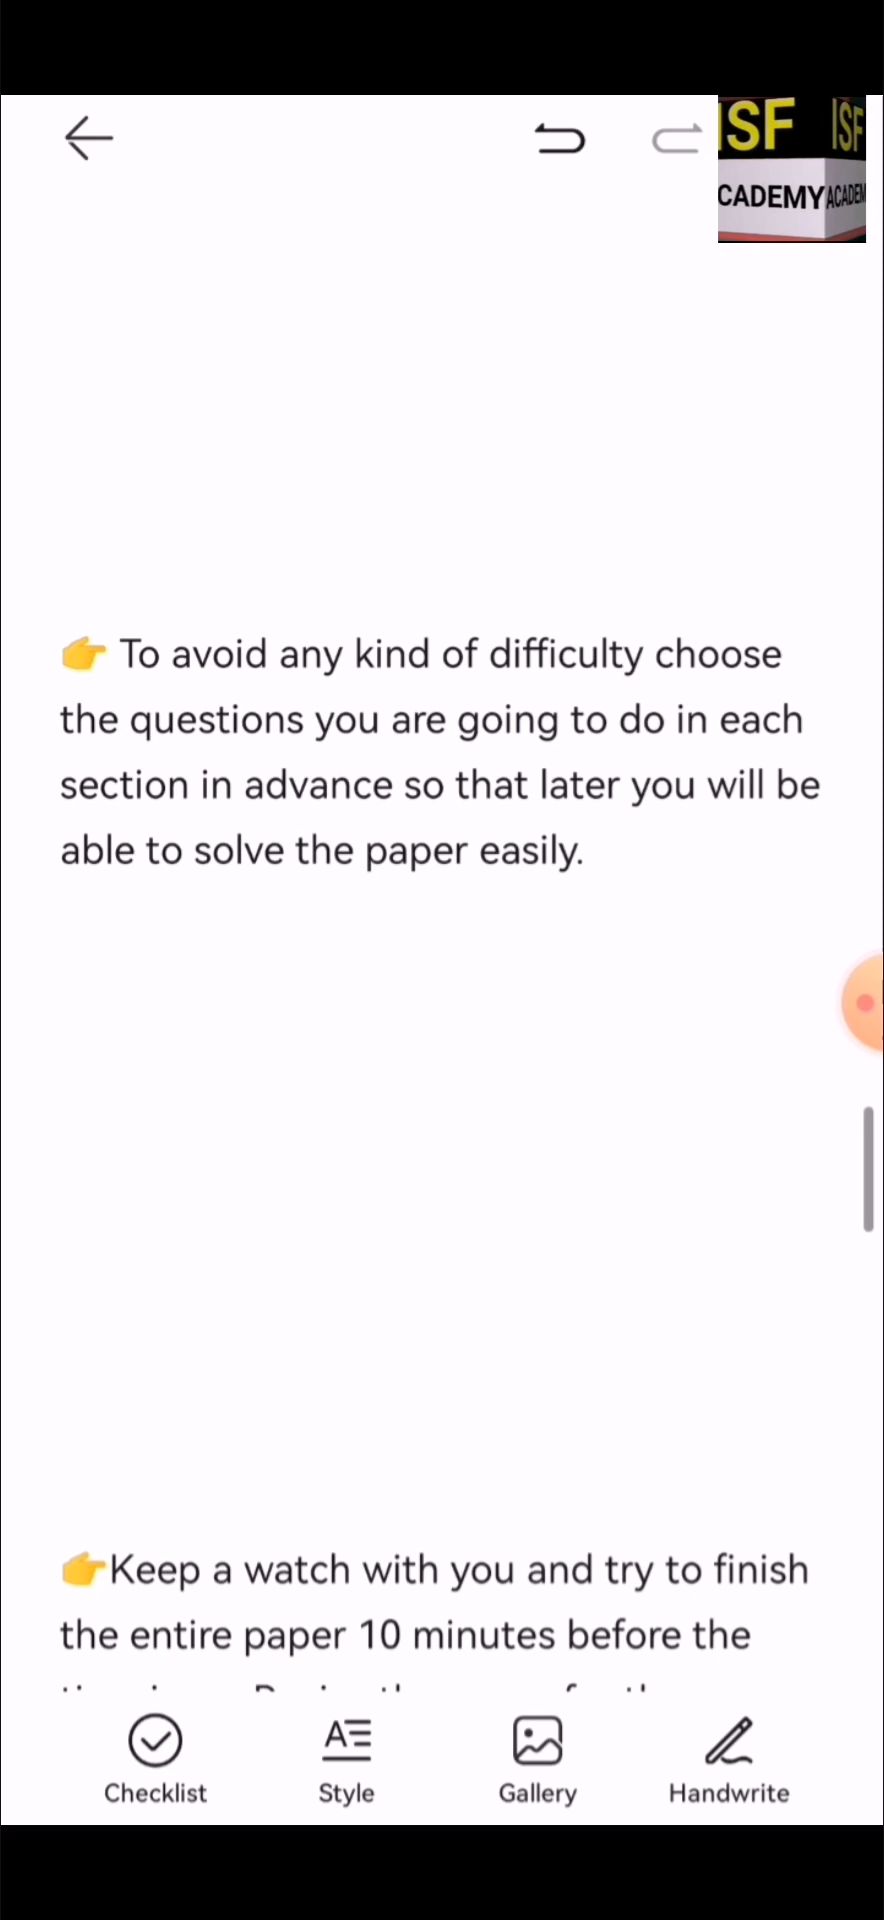 SF ISF
CADEMY ACADEM
👉 To avoid any kind of difficulty choose
the questions you are going to do in each
section in advance so that later you will be
able to solve the paper easily.
👉Keep a watch with you and try to finish
the entire paper 10 minutes before the
Checklist Style Gallery Handwrite